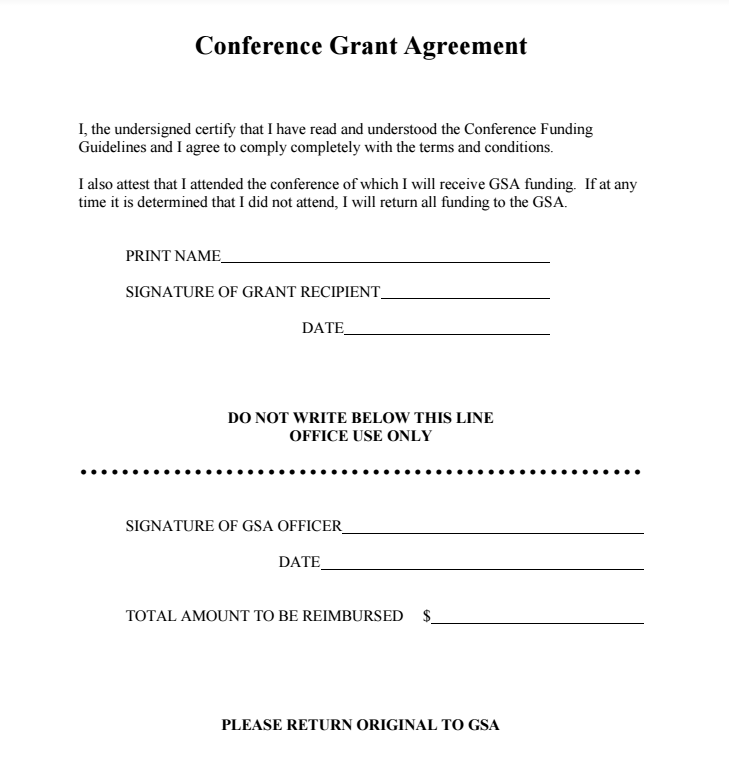 Conference Grant Agreement
I, the undersigned certify that I have read and understood the Conference Funding
Guidelines and I agree to comply completely with the terms and conditions.
I also attest that I attended the conference of which I will receive GSA funding.  If at any
time it is determined that I did not attend, I will return all funding to the GSA.
PRINT NAME
SIGNATURE OF GRANT RECIPIENT
DATE
DO NOT WRITE BELOW THIS LINE
OFFICE USE ONLY
SIGNATURE OF GSA OFFICER
DATE
TOTAL AMOUNT TO BE REIMBURSED $
PLEASE RETURN ORIGINAL TO GSA